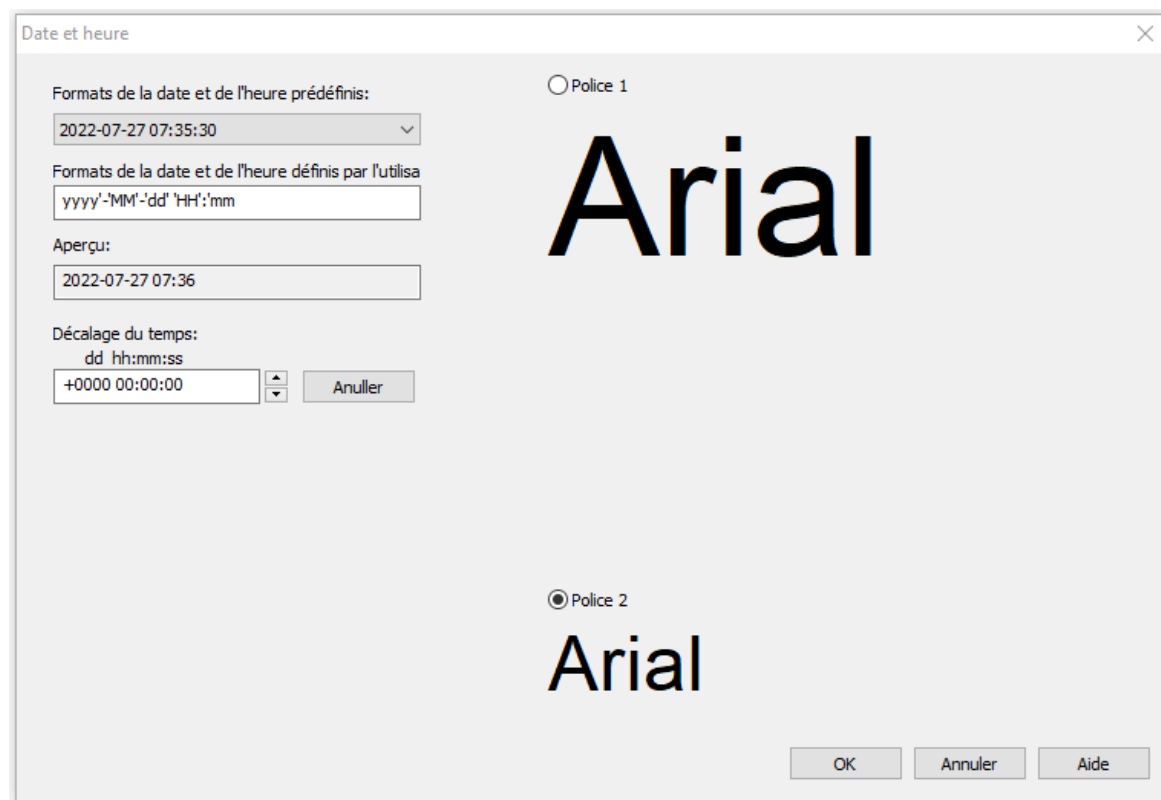 Date et heure
Formats de la date et de l'heure prédéfinis:
2022-07-27 07:35:30
Formats de la date et de l'heure définis par l'utilisa
yyyy'-'MM'-'dd' 'HH':'mm
Aperçu:
2022-07-27 07:36
Décalage du temps:
dd hh:mm:ss
+0000 00:00:00
Anuller
Police 1
Arial
Police 2
Arial
OK
Annuler
Aide